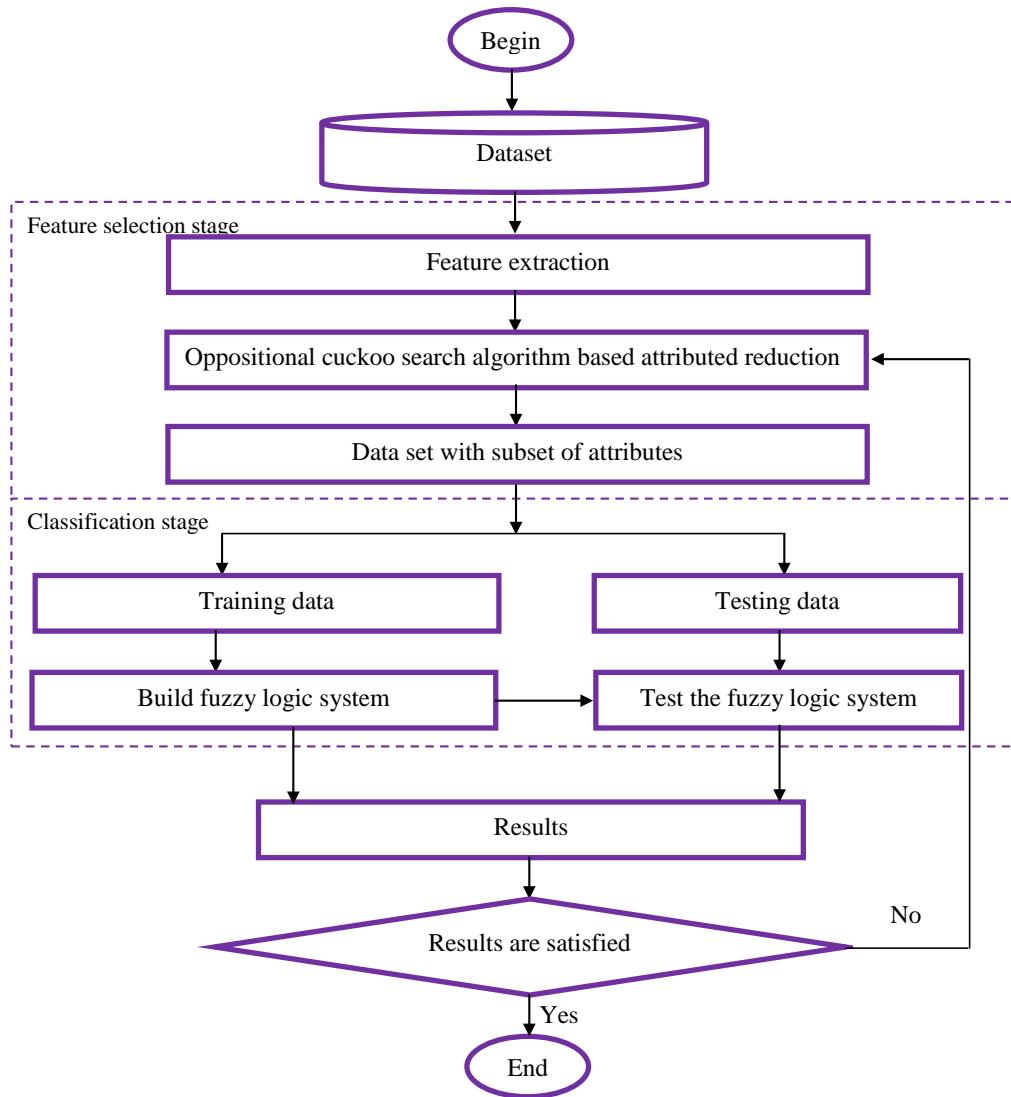 Begin
Dataset
Feature selection stage
Feature extraction
Oppositional cuckoo search algorithm based attributed reduction
Data set with subset of attributes
Classification stage
Training data
Testing data
Build fuzzy logic system
Test the fuzzy logic system
Results
No
Results are satisfied
Yes
End